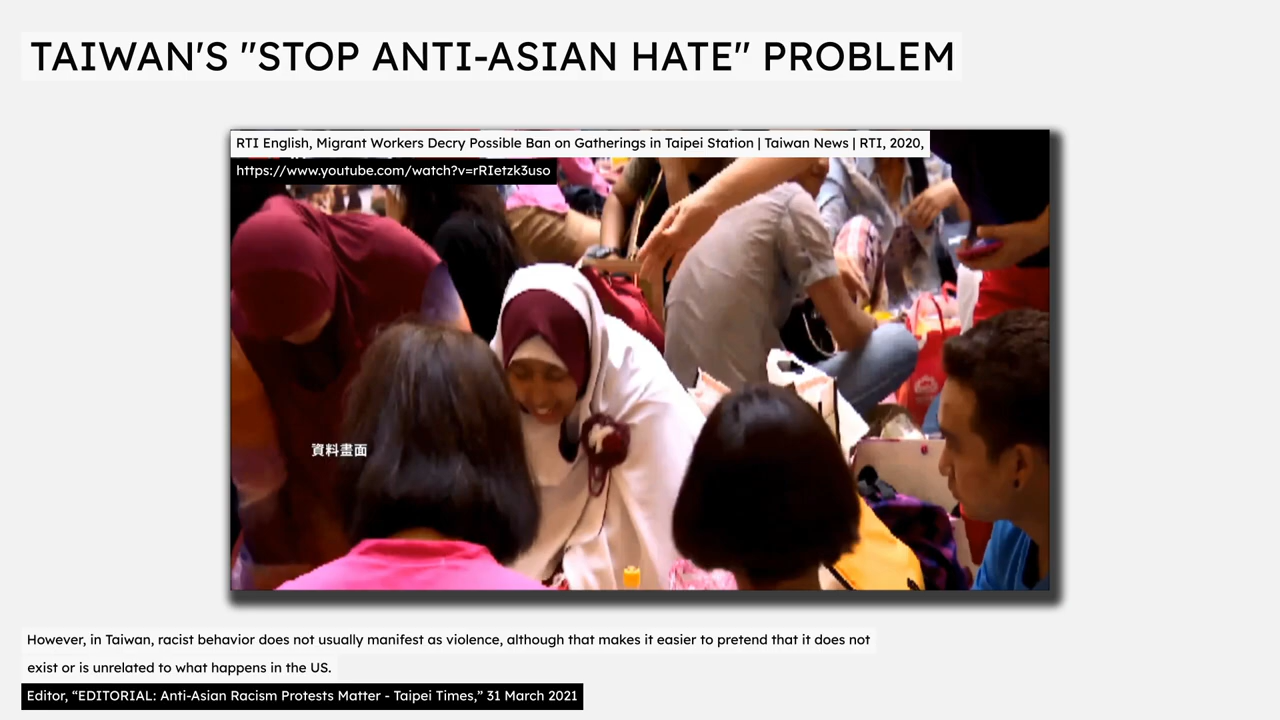 TAIWAN'S "STOP ANTI-ASIAN HATE" PROBLEM
RTI English, Migrant Workers Decry Possible Ban on Gatherings in Taipei Station | Taiwan News | RTI, 2020,
https://www.youtube.com/watch?v=rRIetzk3uso
資料畫面
However, in Taiwan, racist behavior does not usually manifest as violence, although that makes it easier to pretend that it does not
exist or is unrelated to what happens in the US.
Editor, “EDITORIAL: Anti-Asian Racism Protests Matter - Taipei Times,” 31 March 2021